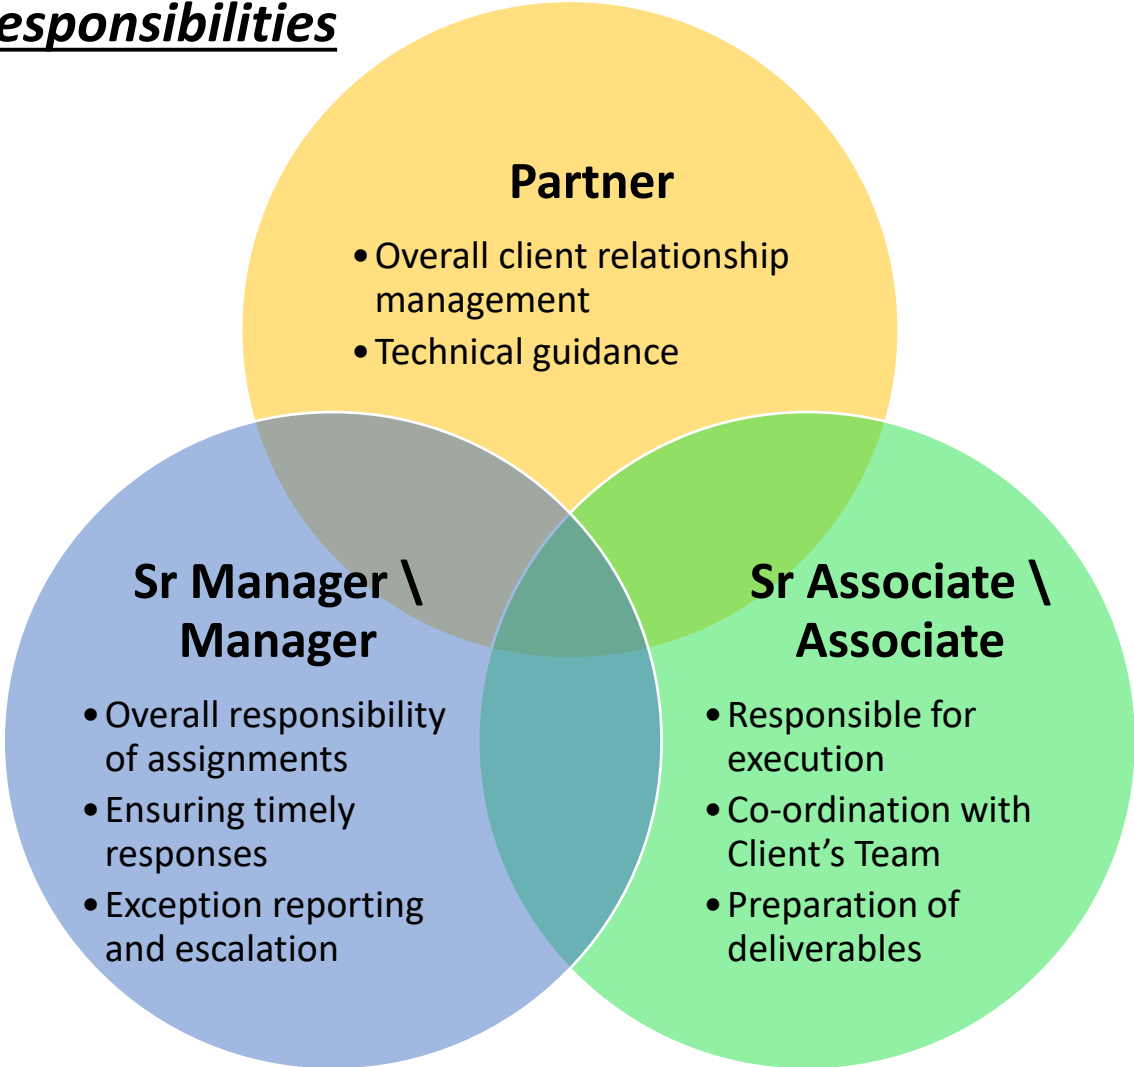 esponsibilities
Partner
• Overall client relationship
management
• Technical guidance
Sr Manager \
Manager
• Overall responsibility
of assignments
• Ensuring timely
responses
• Exception reporting
and escalation
Sr Associate \
Associate
• Responsible for
execution
• Co-ordination with
Client’s Team
• Preparation of
deliverables